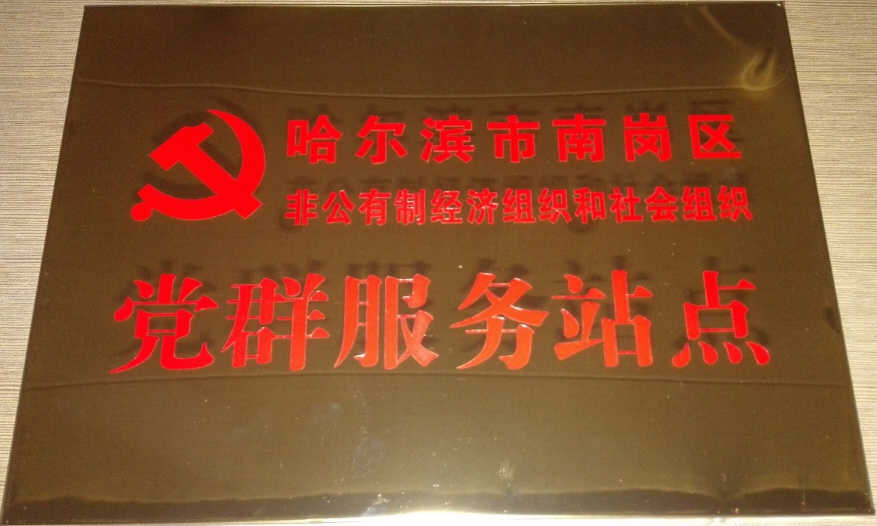 哈尔滨市南岗区
非公有制经济组织和社会组织
党群服务站点